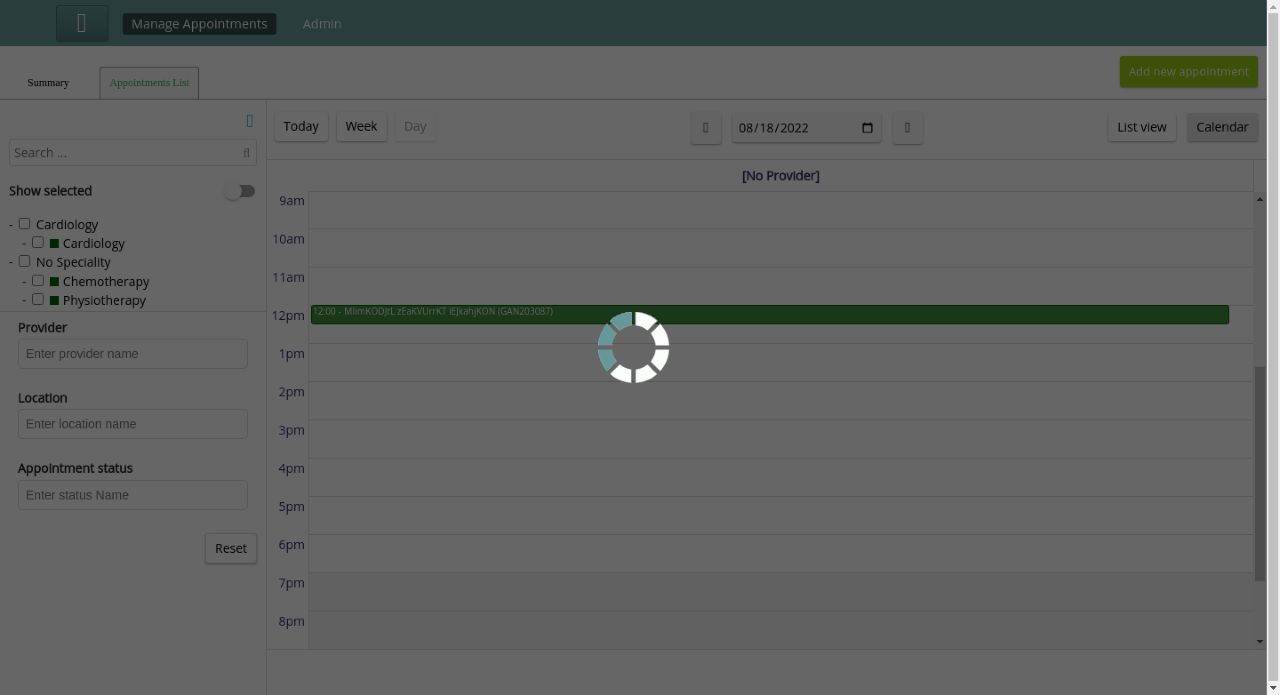 Manage Appointments
Admin
Summary
Appointments List
Add new appointment
Search ...
Show selected
- Cardiology
- Cardiology
- No Speciality
- Chemotherapy
- Physiotherapy
Provider
Enter provider name
Location
Enter location name
Appointment status
Enter status Name
Reset
Today
Week
Day
08/18/2022
List view
Calendar
[No Provider]
9am
10am
11am
12pm
12:00 - MlimKODJtL zEaKVUrrKT iEJkahjKON (GAN203087)
1pm
2pm
3pm
4pm
5pm
6pm
7pm
8pm